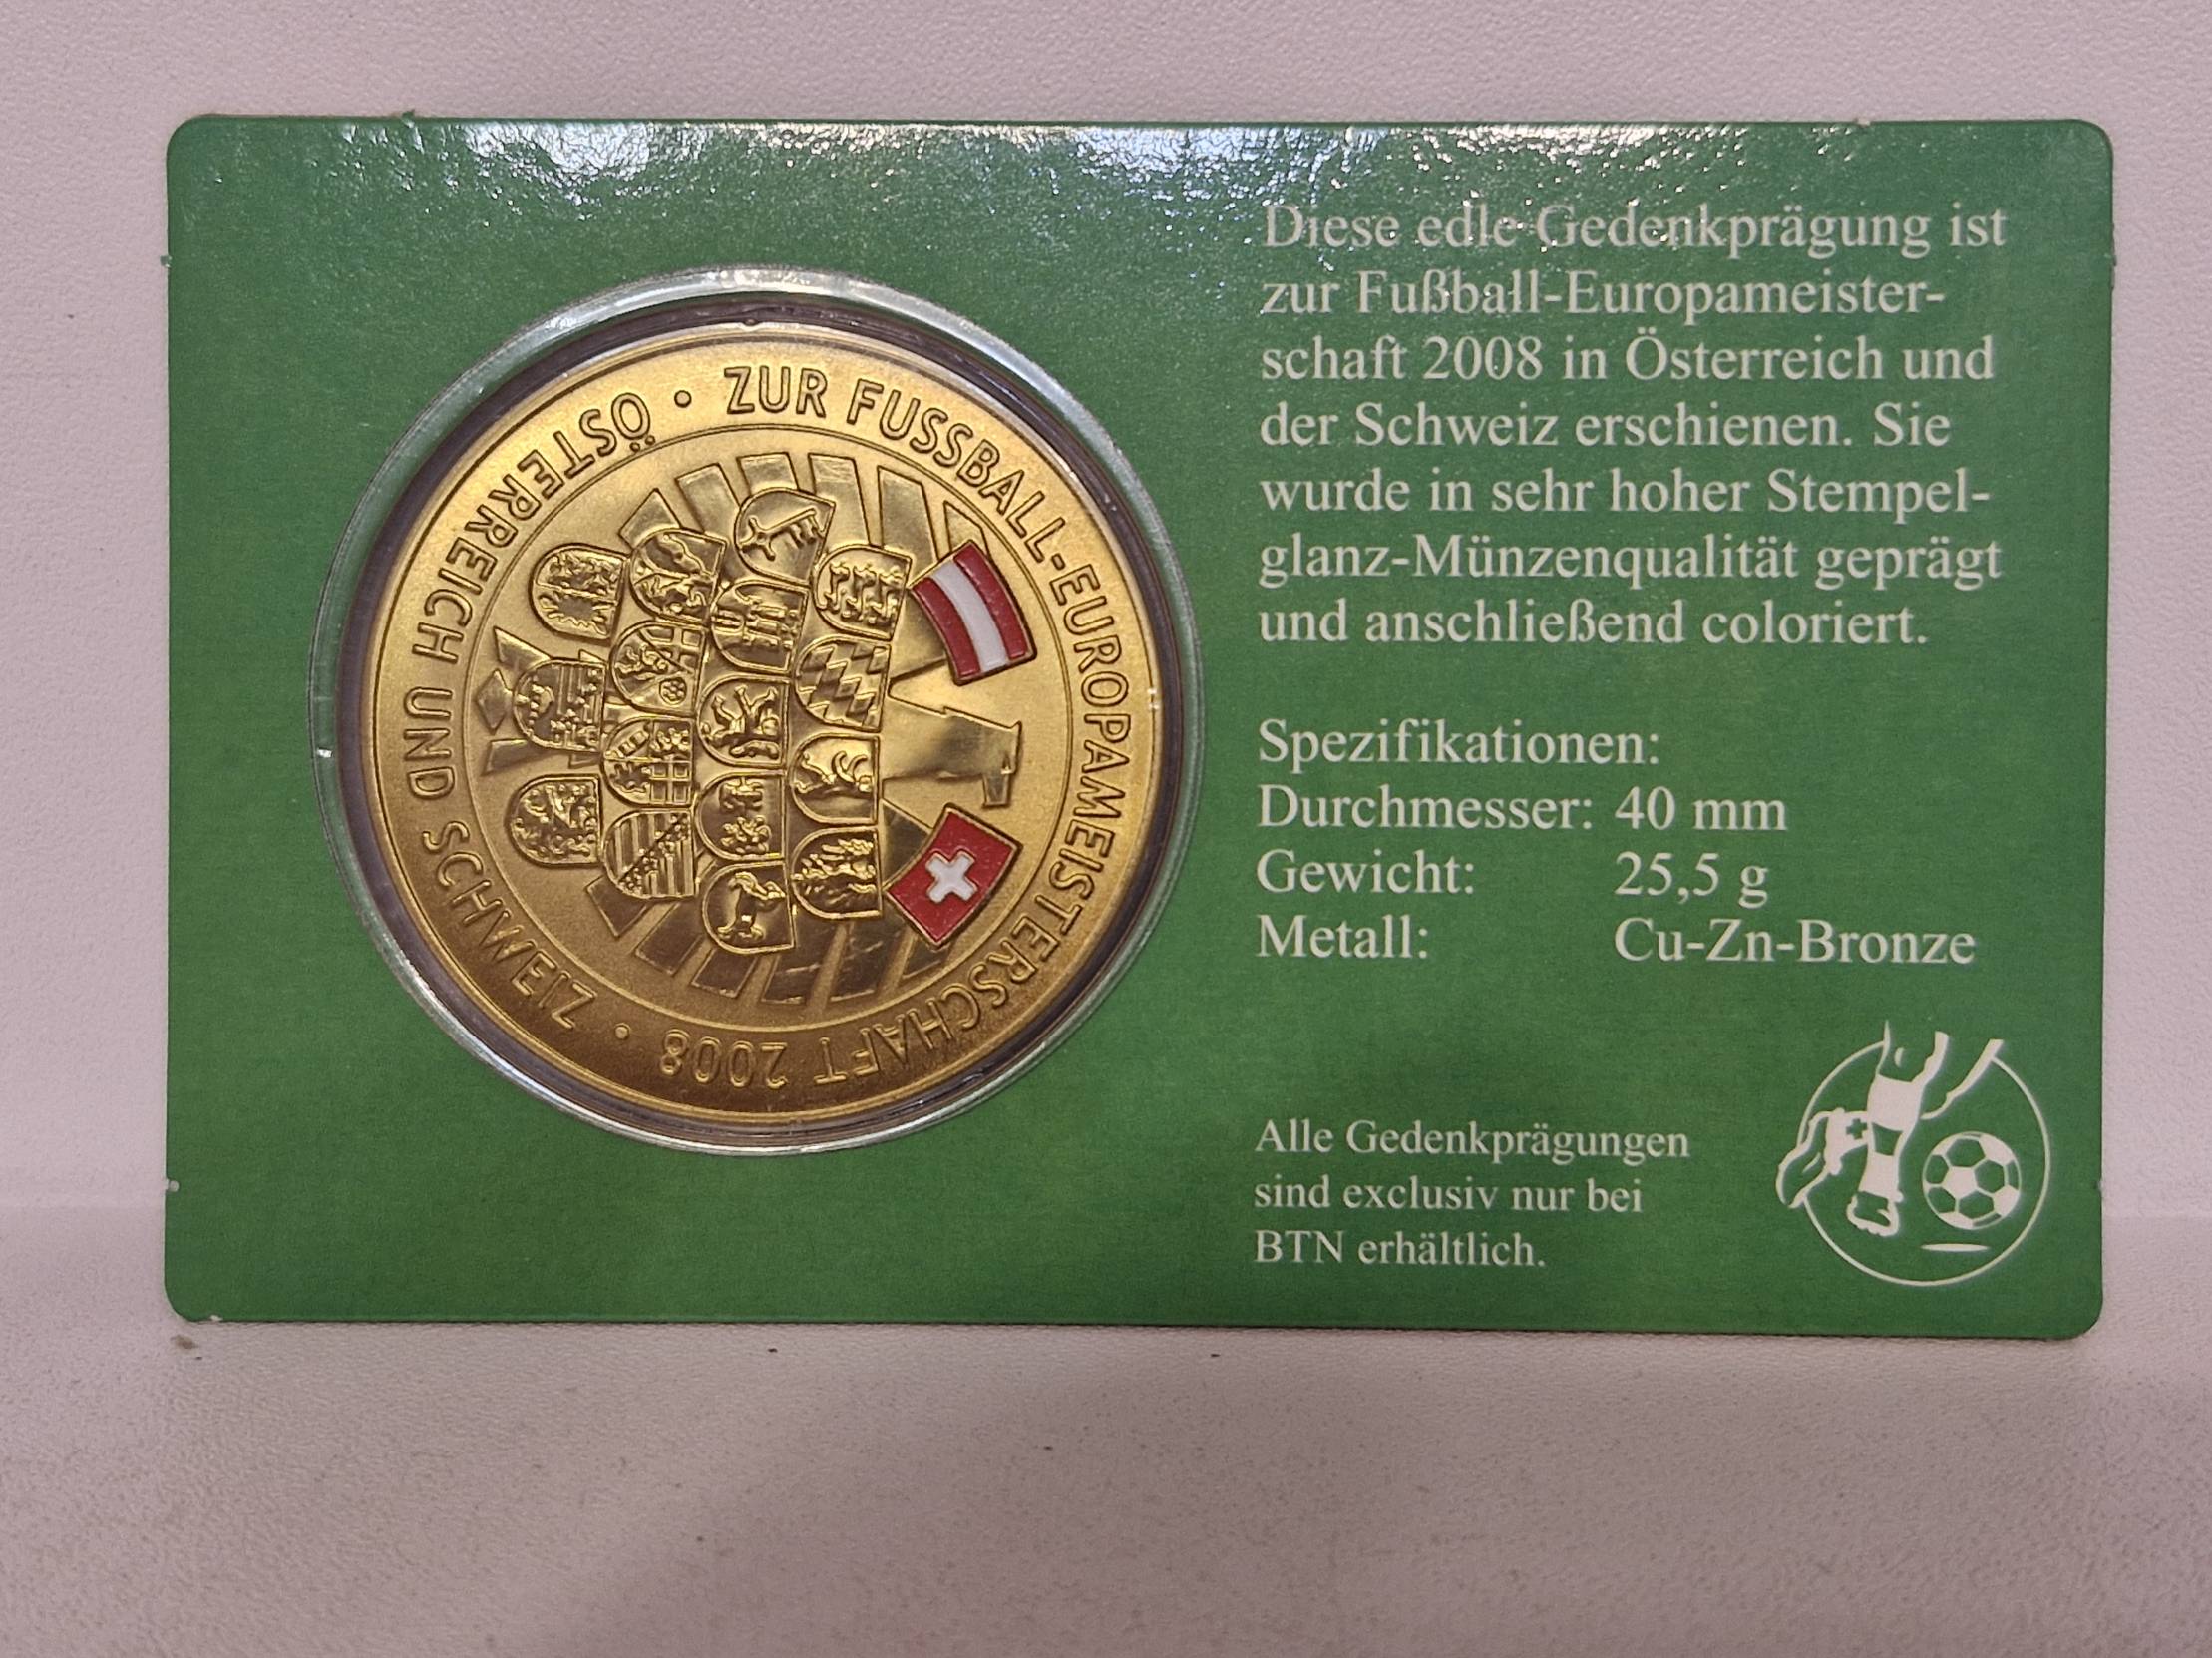 ZUR FUSSBALL-EUROPAMEISTERSCHAFT 2008 •
ÖSTERREICH UND SCHWEIZ •
Diese edle Gedenkprägung ist
zur Fußball-Europameister-
schaft 2008 in Österreich und
der Schweiz erschienen. Sie
wurde in sehr hoher Stempel-
glanz-Münzenqualität geprägt
und anschließend coloriert.
Spezifikationen:
Durchmesser: 40 mm
Gewicht: 25,5 g
Metall: Cu-Zn-Bronze
Alle Gedenkprägungen
sind exclusiv nur bei
BTN erhältlich.